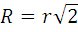 R = r√2